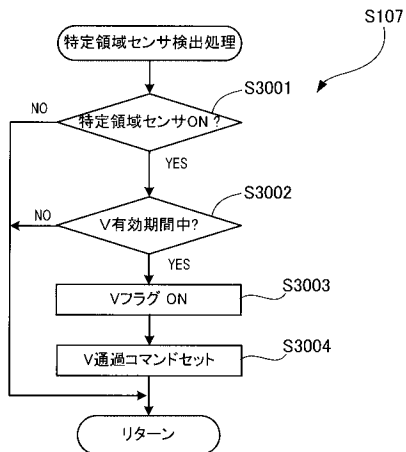 S107
特定領域センサ検出処理
S3001
NO
特定領域センサON?
YES
S3002
NO
V有効期間中?
YES
S3003
Vフラグ ON
S3004
V通過コマンドセット
リターン